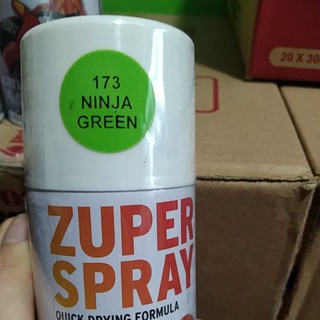 173
NINJA
GREEN
ZUPER
SPRAY
QUICK DRYING FORMULA
20 X 30